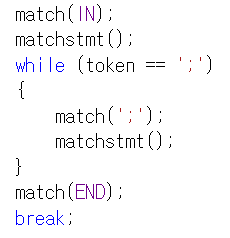 match(IN);
matchstmt();
while (token == ';')
{
    match(';');
    matchstmt();
}
match(END);
break;